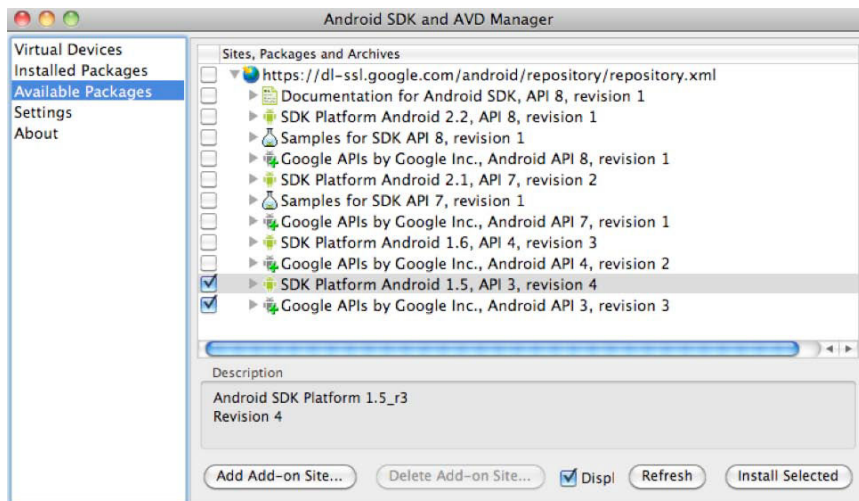 Android SDK and AVD Manager
Virtual Devices
Installed Packages
Available Packages
Settings
About
Sites, Packages and Archives
https://dl-ssl.google.com/android/repository/repository.xml
Documentation for Android SDK, API 8, revision 1
SDK Platform Android 2.2, API 8, revision 1
Samples for SDK API 8, revision 1
Google APIs by Google Inc., Android API 8, revision 1
SDK Platform Android 2.1, API 7, revision 2
Samples for SDK API 7, revision 1
Google APIs by Google Inc., Android API 7, revision 1
SDK Platform Android 1.6, API 4, revision 3
Google APIs by Google Inc., Android API 4, revision 2
SDK Platform Android 1.5, API 3, revision 4
Google APIs by Google Inc., Android API 3, revision 3
Description
Android SDK Platform 1.5_r3
Revision 4
Add Add-on Site... Delete Add-on Site... Displ Refresh Install Selected